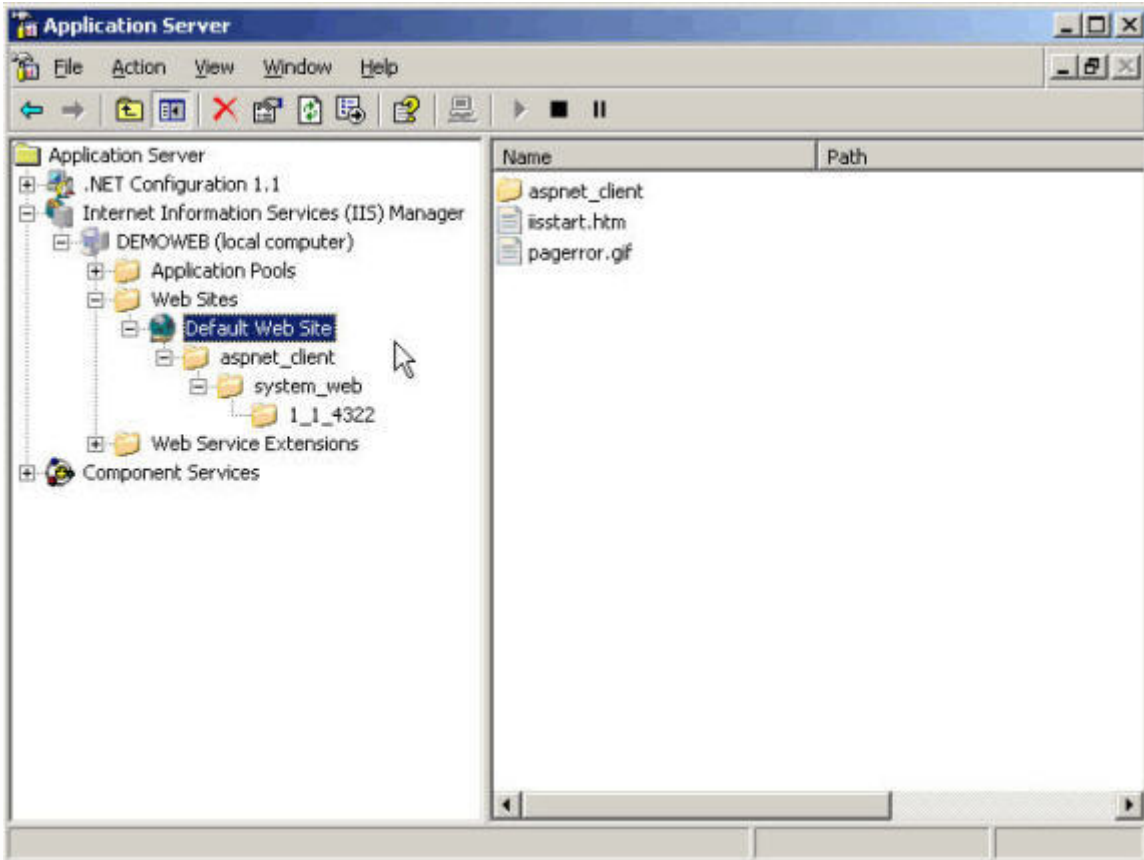 Application Server
File Action View Window Help
Application Server
.NET Configuration 1.1
Internet Information Services (IIS) Manager
DEMOWEB (local computer)
Application Pools
Web Sites
Default Web Site
aspnet_client
system_web
1_1_4322
Web Service Extensions
Component Services
Name Path
aspnet_client
iisstart.htm
pagerror.gif